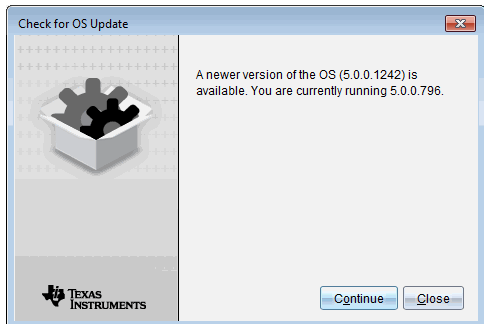 Check for OS Update
A newer version of the OS (5.0.0.1242) is
available. You are currently running 5.0.0.796.
TEXAS
INSTRUMENTS
Continue
Close